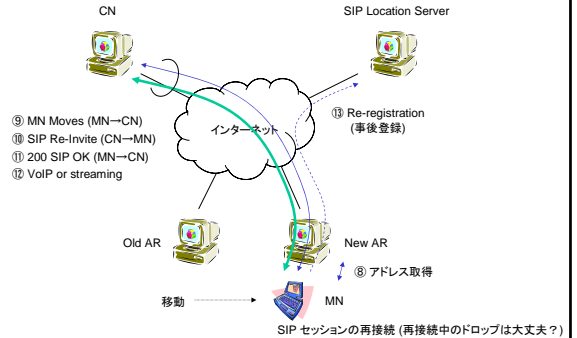 CN
SIP Location Server
⑨ MN Moves (MN→CN)
⑩ SIP Re-Invite (CN→MN)
⑪ 200 SIP OK (MN→CN)
⑫ VoIP or streaming
インターネット
⑬ Re-registration
(事後登録)
Old AR
New AR
⑧ アドレス取得
移動
MN
SIP セッションの再接続 (再接続中のドロップは大丈夫？)